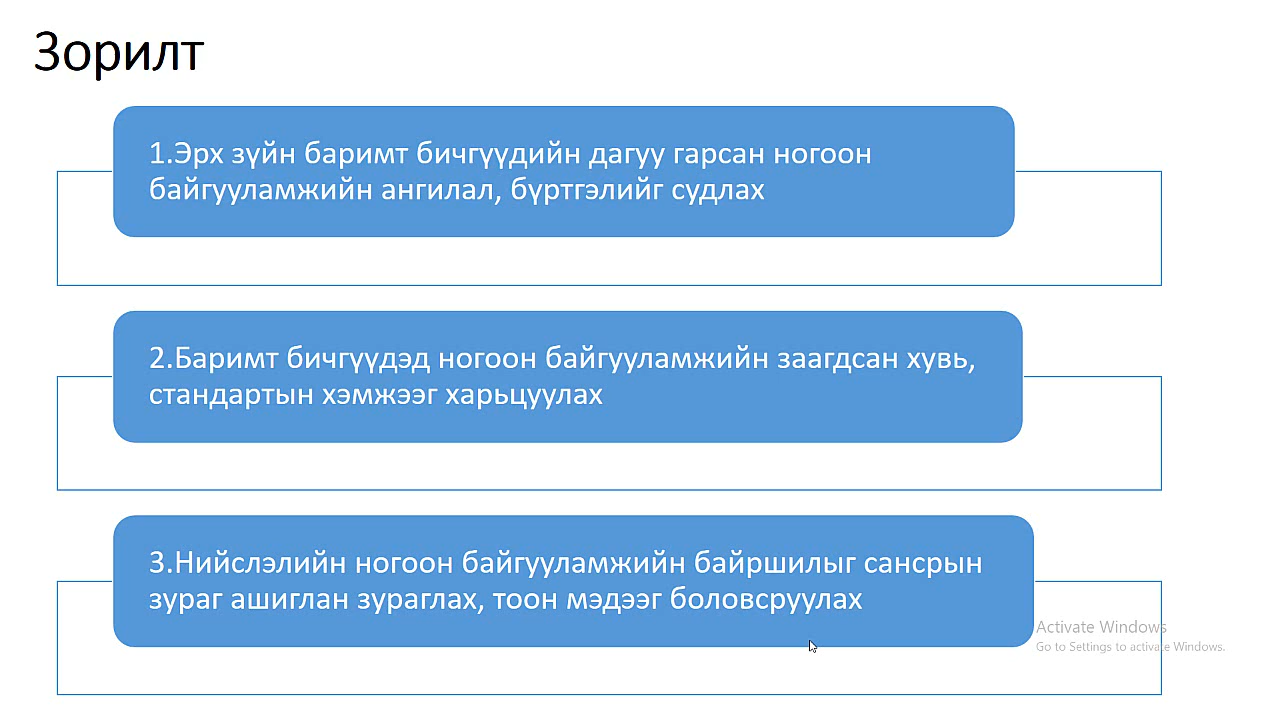 Зорилт
1.Эрх зүйн баримт бичгүүдийн дагуу гарсан ногоон
байгууламжийн ангилал, бүртгэлийг судлах
2.Баримт бичгүүдэд ногоон байгууламжийн заагдсан хувь,
стандартын хэмжээг харьцуулах
3.Нийслэлийн ногоон байгууламжийн байршилыг сансрын
зураг ашиглан зураглах, тоон мэдээг боловсруулах
Activate Windows
Go to Settings to activate Windows.